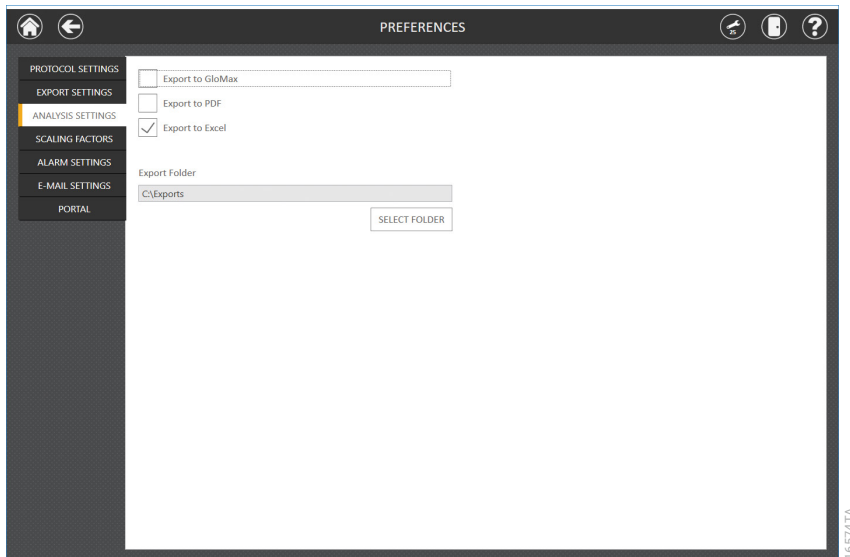 PREFERENCES
25
PROTOCOL SETTINGS
EXPORT SETTINGS
ANALYSIS SETTINGS
SCALING FACTORS
ALARM SETTINGS
E-MAIL SETTINGS
PORTAL
Export to GloMax
Export to PDF
Export to Excel
Export Folder
C:\Exports
SELECT FOLDER